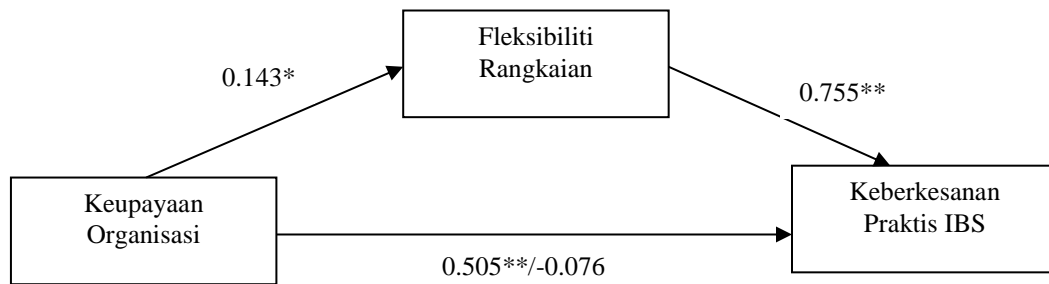 Fleksibiliti
Rangkaian
0.143*
0.755**
Keupayaan
Organisasi
Keberkesanan
Praktis IBS
0.505**/-0.076